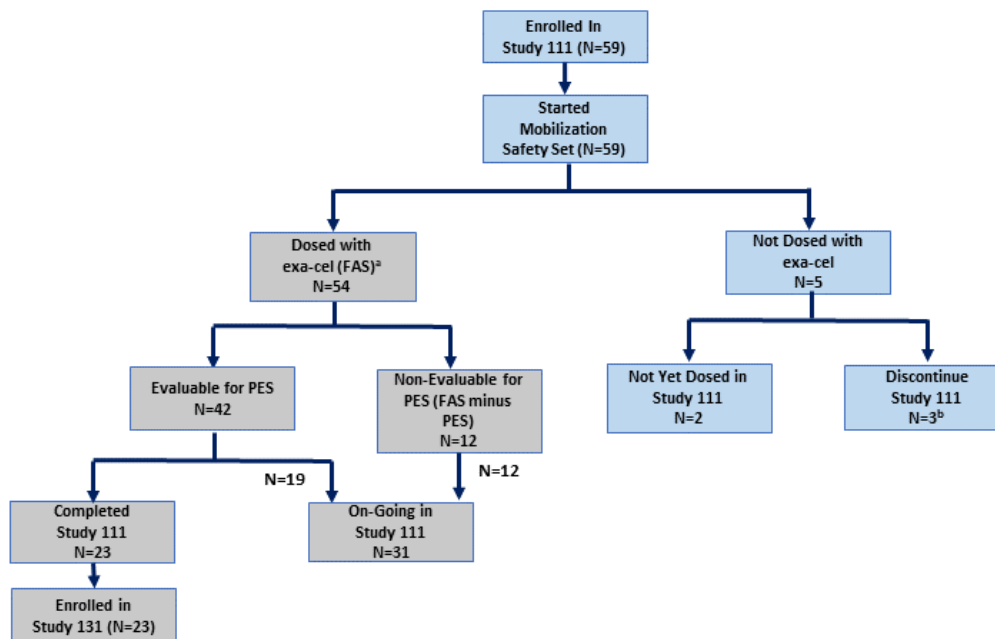 Enrolled In
Study 111 (N=59)
Started
Mobilization
Safety Set (N=59)
Dosed with
exa-cel (FAS)ᵃ
N=54
Not Dosed with
exa-cel
N=5
Evaluable for PES
N=42
Non-Evaluable for
PES (FAS minus
PES)
N=12
Not Yet Dosed in
Study 111
N=2
Discontinue
Study 111
N=3ᵇ
N=19
N=12
Completed
Study 111
N=23
On-Going in
Study 111
N=31
Enrolled in
Study 131 (N=23)